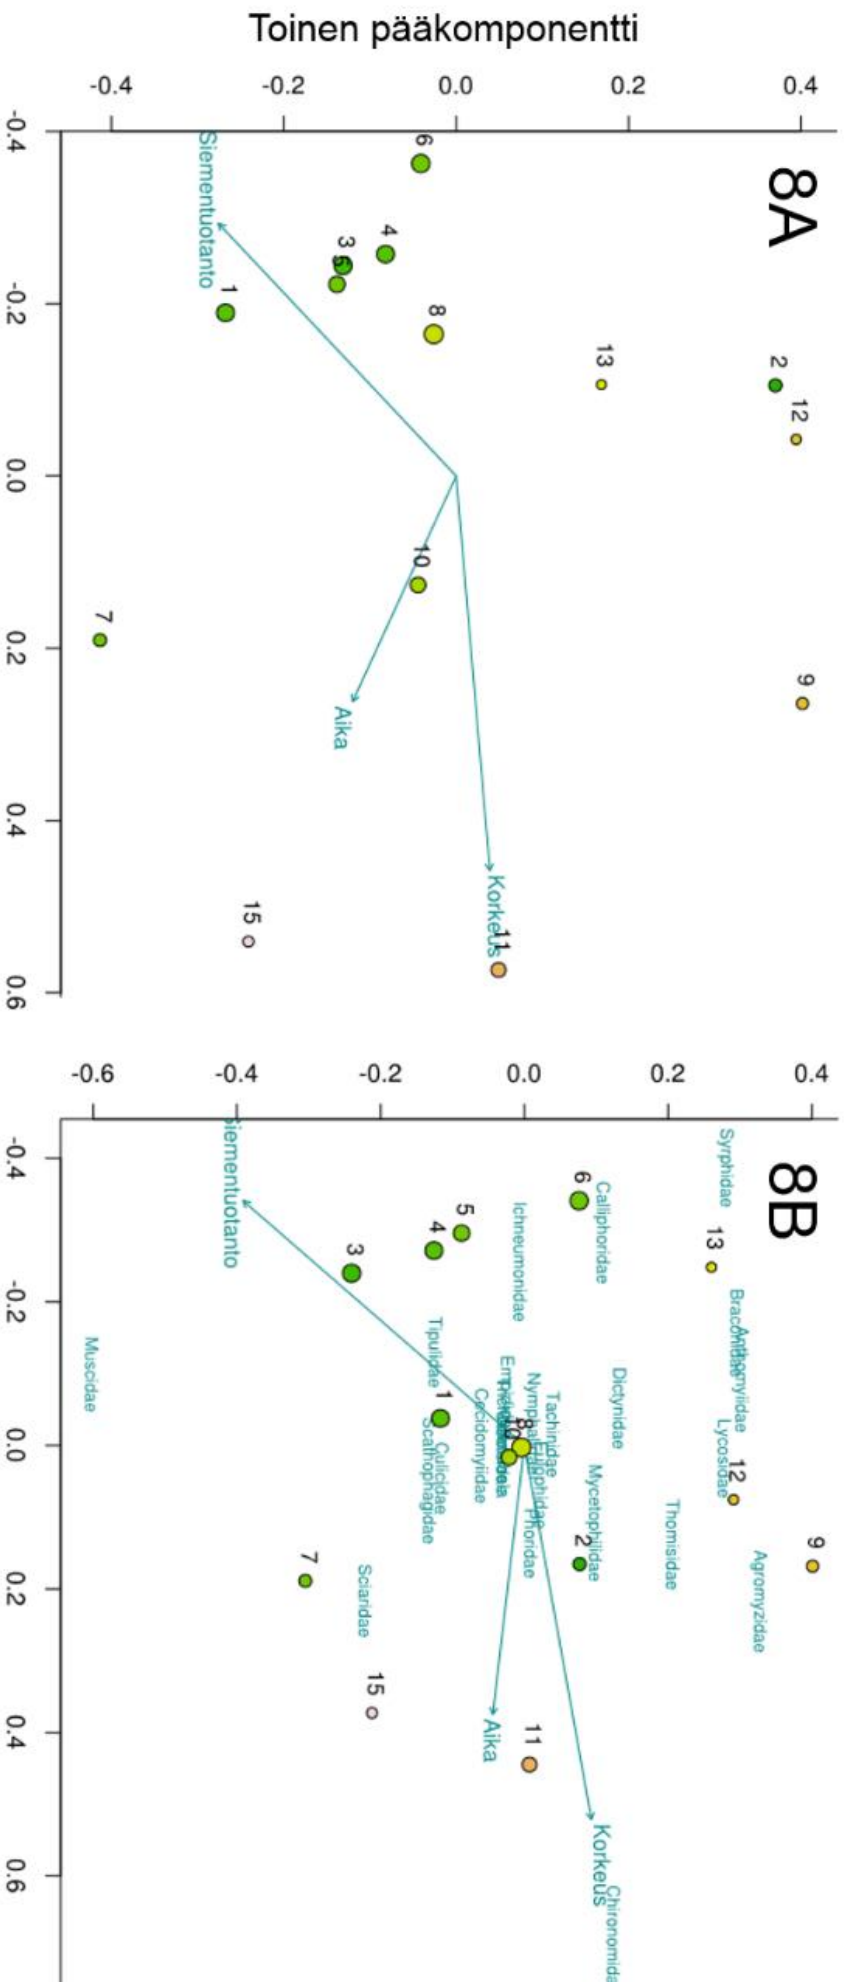 Toinen pääkomponentti
8A
0.4
0.2
0.0
-0.2
-0.4
-0.4
-0.2
0.0
0.2
0.4
0.6
Siementuotanto
Aika
Korkeus
6
4
3
5
1
8
13
2
12
10
7
9
15
11
8B
0.4
0.2
0.0
-0.2
-0.4
-0.6
-0.4
-0.2
0.0
0.2
0.4
0.6
Siementuotanto
Aika
Korkeus
Syrphidae
Calliphoridae
Ichneumonidae
Braconidae
Anthomyiidae
Lycosidae
Dictynidae
Tachinidae
Tipulidae
Cecidomyiidae
Culicidae
Scathophagidae
Muscidae
Mycetophilidae
Phoridae
Thomisidae
Agromyzidae
Sciaridae
Chironomida
6
5
4
3
13
1
8
10
12
2
9
7
15
11